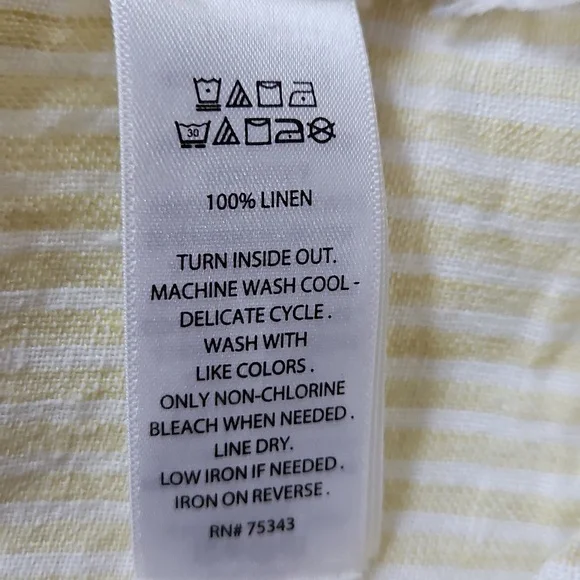 30
100% LINEN
TURN INSIDE OUT.
MACHINE WASH COOL -
DELICATE CYCLE .
WASH WITH
LIKE COLORS .
ONLY NON-CHLORINE
BLEACH WHEN NEEDED .
LINE DRY.
LOW IRON IF NEEDED .
IRON ON REVERSE .
RN# 75343